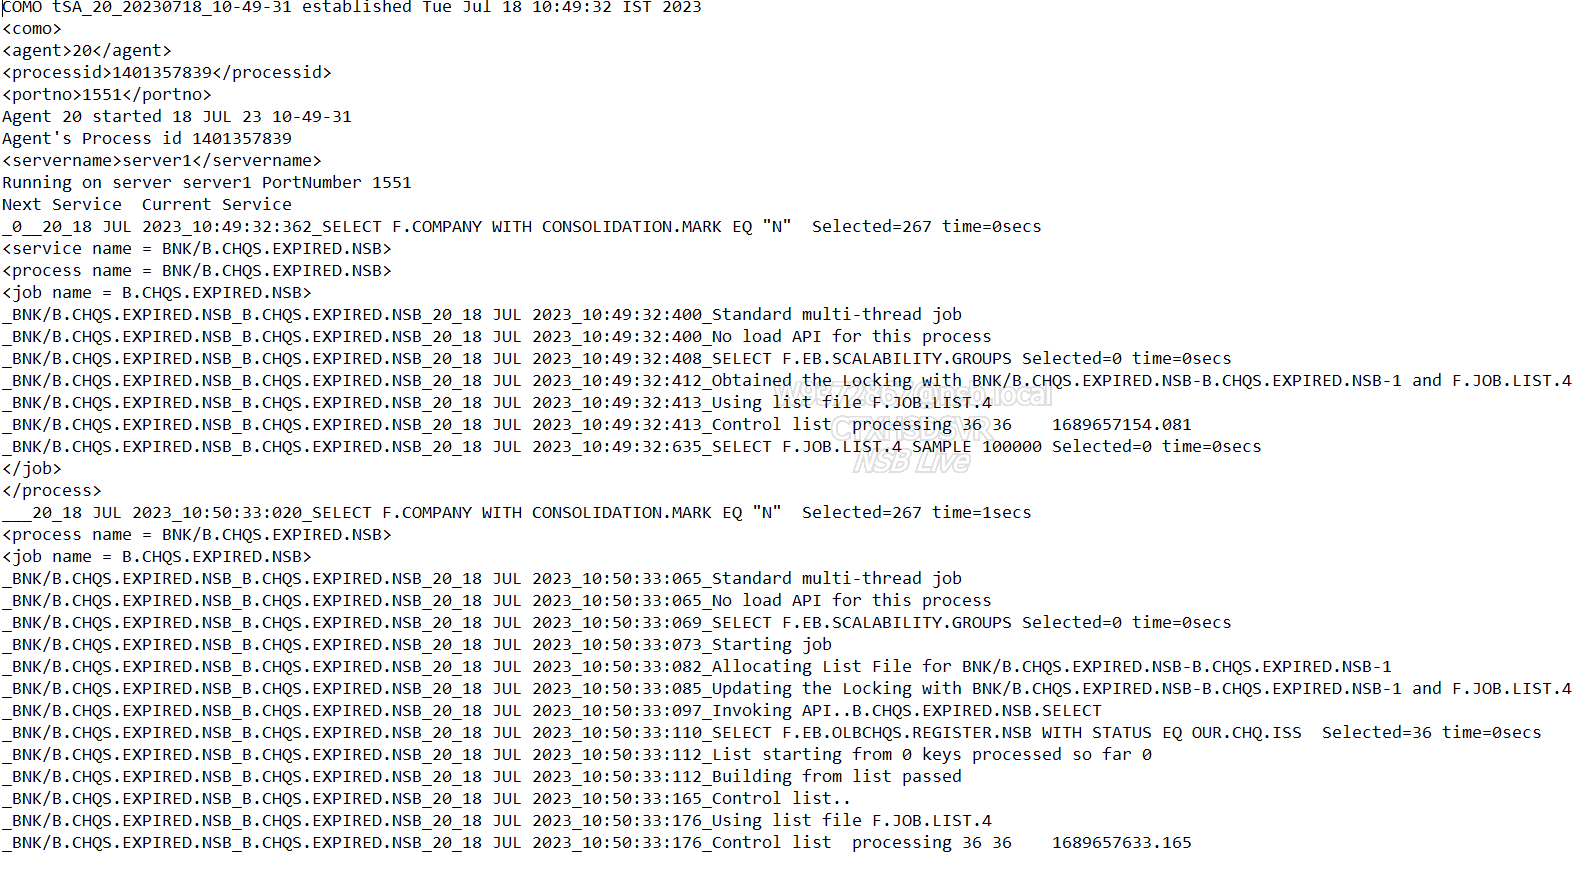 COMO tSA_20_20230718_10-49-31 established Tue Jul 18 10:49:32 IST 2023
<como>
<agent>20</agent>
<processid>1401357839</processid>
<portno>1551</portno>
Agent 20 started 18 JUL 23 10-49-31
Agent's Process id 1401357839
<servername>server1</servername>
Running on server server1 PortNumber 1551
Next Service  Current Service
_0__20_18 JUL 2023_10:49:32:362_SELECT F.COMPANY WITH CONSOLIDATION.MARK EQ "N"  Selected=267 time=0secs
<service name = BNK/B.CHQS.EXPIRED.NSB>
<process name = BNK/B.CHQS.EXPIRED.NSB>
<job name = B.CHQS.EXPIRED.NSB>
_BNK/B.CHQS.EXPIRED.NSB_B.CHQS.EXPIRED.NSB_20_18 JUL 2023_10:49:32:400_Standard multi-thread job
_BNK/B.CHQS.EXPIRED.NSB_B.CHQS.EXPIRED.NSB_20_18 JUL 2023_10:49:32:400_No load API for this process
_BNK/B.CHQS.EXPIRED.NSB_B.CHQS.EXPIRED.NSB_20_18 JUL 2023_10:49:32:408_SELECT F.EB.SCALABILITY.GROUPS Selected=0 time=0secs
_BNK/B.CHQS.EXPIRED.NSB_B.CHQS.EXPIRED.NSB_20_18 JUL 2023_10:49:32:412_Obtained the Locking with BNK/B.CHQS.EXPIRED.NSB-B.CHQS.EXPIRED.NSB-1 and F.JOB.LIST.4
_BNK/B.CHQS.EXPIRED.NSB_B.CHQS.EXPIRED.NSB_20_18 JUL 2023_10:49:32:413_Using list file F.JOB.LIST.4
_BNK/B.CHQS.EXPIRED.NSB_B.CHQS.EXPIRED.NSB_20_18 JUL 2023_10:49:32:413_Control list  processing 36 36    1689657154.081
CTXHSDSVR
_BNK/B.CHQS.EXPIRED.NSB_B.CHQS.EXPIRED.NSB_20_18 JUL 2023_10:49:32:635_SELECT F.JOB.LIST.4 SAMPLE 100000 Selected=0 time=0secs
NSB Live
</job>
</process>
___20_18 JUL 2023_10:50:33:020_SELECT F.COMPANY WITH CONSOLIDATION.MARK EQ "N"  Selected=267 time=1secs
<process name = BNK/B.CHQS.EXPIRED.NSB>
<job name = B.CHQS.EXPIRED.NSB>
_BNK/B.CHQS.EXPIRED.NSB_B.CHQS.EXPIRED.NSB_20_18 JUL 2023_10:50:33:065_Standard multi-thread job
_BNK/B.CHQS.EXPIRED.NSB_B.CHQS.EXPIRED.NSB_20_18 JUL 2023_10:50:33:065_No load API for this process
_BNK/B.CHQS.EXPIRED.NSB_B.CHQS.EXPIRED.NSB_20_18 JUL 2023_10:50:33:069_SELECT F.EB.SCALABILITY.GROUPS Selected=0 time=0secs
_BNK/B.CHQS.EXPIRED.NSB_B.CHQS.EXPIRED.NSB_20_18 JUL 2023_10:50:33:073_Starting job
_BNK/B.CHQS.EXPIRED.NSB_B.CHQS.EXPIRED.NSB_20_18 JUL 2023_10:50:33:082_Allocating List File for BNK/B.CHQS.EXPIRED.NSB-B.CHQS.EXPIRED.NSB-1
_BNK/B.CHQS.EXPIRED.NSB_B.CHQS.EXPIRED.NSB_20_18 JUL 2023_10:50:33:085_Updating the Locking with BNK/B.CHQS.EXPIRED.NSB-B.CHQS.EXPIRED.NSB-1 and F.JOB.LIST.4
_BNK/B.CHQS.EXPIRED.NSB_B.CHQS.EXPIRED.NSB_20_18 JUL 2023_10:50:33:097_Invoking API..B.CHQS.EXPIRED.NSB.SELECT
_BNK/B.CHQS.EXPIRED.NSB_B.CHQS.EXPIRED.NSB_20_18 JUL 2023_10:50:33:110_SELECT F.EB.OLBCHQS.REGISTER.NSB WITH STATUS EQ OUR.CHQ.ISS  Selected=36 time=0secs
_BNK/B.CHQS.EXPIRED.NSB_B.CHQS.EXPIRED.NSB_20_18 JUL 2023_10:50:33:112_List starting from 0 keys processed so far 0
_BNK/B.CHQS.EXPIRED.NSB_B.CHQS.EXPIRED.NSB_20_18 JUL 2023_10:50:33:112_Building from list passed
_BNK/B.CHQS.EXPIRED.NSB_B.CHQS.EXPIRED.NSB_20_18 JUL 2023_10:50:33:165_Control list..
_BNK/B.CHQS.EXPIRED.NSB_B.CHQS.EXPIRED.NSB_20_18 JUL 2023_10:50:33:176_Using list file F.JOB.LIST.4
_BNK/B.CHQS.EXPIRED.NSB_B.CHQS.EXPIRED.NSB_20_18 JUL 2023_10:50:33:176_Control list  processing 36 36    1689657633.165